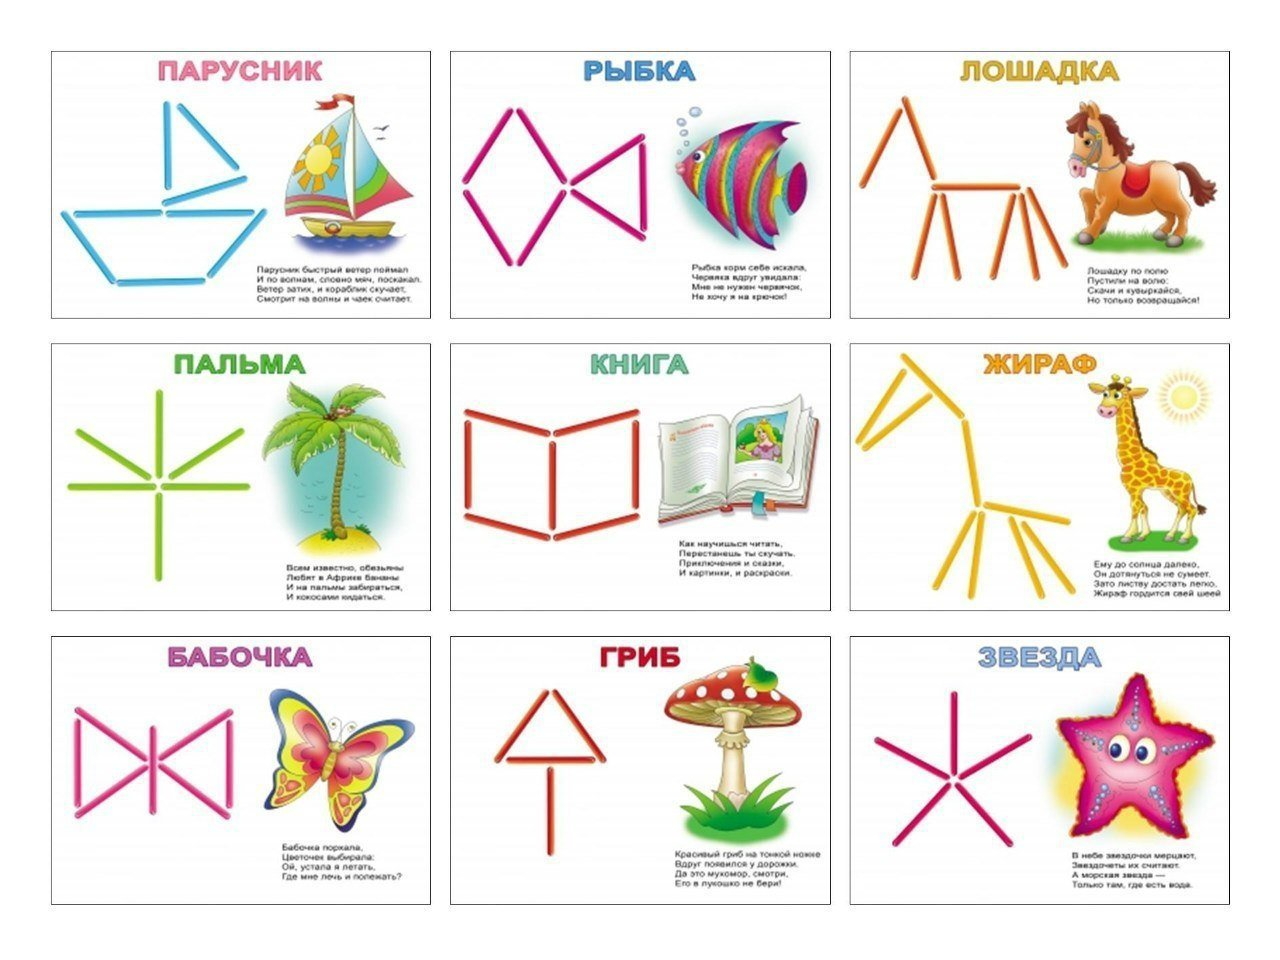 ПАРУСНИК
Парусник быстрый ветер поймал
И по волнам, словно мяч, поскакал.
Ветер затих, и кораблик скучает,
Смотрит на волны и чаек считает.
РЫБКА
Рыбка корм себе искала,
Червяка вдруг увидала:
Мне не нужен червячок,
Не хочу я на крючок!
ЛОШАДКА
Лошадку по полю
Пустили на волю:
Скачи и кувыркайся,
Но только возвращайся!
ПАЛЬМА
Всем известно, обезьяны
Любят в Африке бананы
И на пальмы забираться,
И кокосами кидаться.
КНИГА
Как научишься читать,
Перестанешь ты скучать.
Приключения и сказки,
И картинки, и раскраски.
ЖИРАФ
Ему до солнца далеко,
Он дотянуться не сумеет.
Зато листву достать легко,
Жираф гордится свей шеей
БАБОЧКА
Бабочка порхала,
Цветочек выбирала:
Ой, устала я летать,
Где мне лечь и полежать?
ГРИБ
Красивый гриб на тонкой ножке
Вдруг появился у дорожки.
Да это мухомор, смотри,
Его в лукошко не бери!
ЗВЕЗДА
В небе звездочки мерцают,
Звездочеты их считают.
А морская звезда —
Только там, где есть вода.